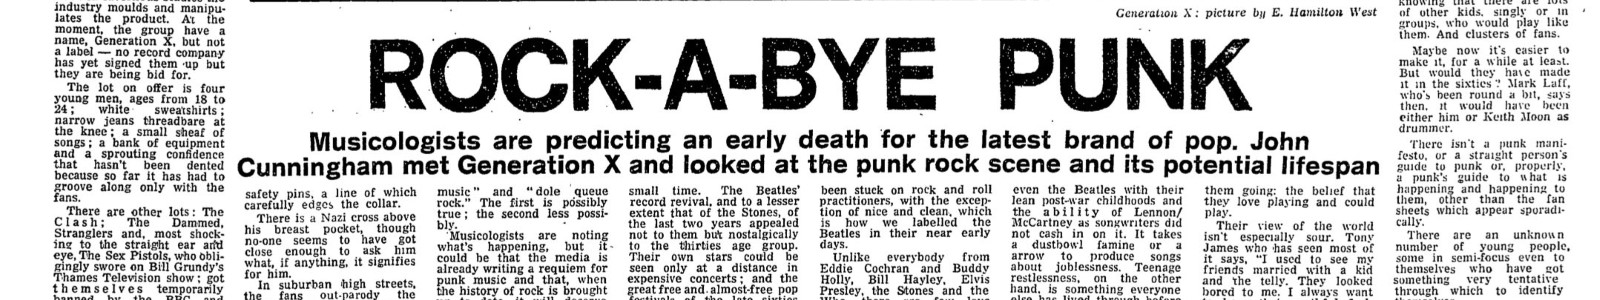 industry moulds and manipu-
lates the product. At the
moment, the group have a
name, Generation X, but not
a label — no record company
has yet signed them up but
they are being bid for.
The lot on offer is four
young men, ages from 18 to
24; white sweatshirts;
narrow jeans threadbare at
the knee; a small sheaf of
songs; a bank of equipment
and a sprouting confidence
that hasn't been dented
because so far it has had to
groove along only with the
fans.
There are other lots: The
Clash; The Damned,
Stranglers and, most shock-
ing to the straight ear and
eye, The Sex Pistols, who obli-
gingly swore on Bill Grundy's
Thames Television show; got
themselves temporarily
banned by the BBC and
Generation X: picture by E. Hamilton West
ROCK-A-BYE PUNK
Musicologists are predicting an early death for the latest brand of pop. John
Cunningham met Generation X and looked at the punk rock scene and its potential lifespan
safety pins, a line of which
carefully edges the collar.
There is a Nazi cross above
his breast pocket, though
no-one seems to have got
close enough to ask him
what, if anything, it signifies
for him.
In suburban high streets,
the fans out-parody the
music" and "dole queue
rock." The first is possibly
true; the second less possi-
bly.
Musicologists are noting
what's happening, but it
could be that the media is
already writing a requiem for
punk music and that, when
the history of rock is brought
small time. The Beatles'
record revival, and to a lesser
extent that of the Stones, of
the last two years appealed
not to them but nostalgically
to the thirties age group.
Their own stars could be
seen only at a distance in
expensive concerts; and the
great free and almost-free pop
festivals of the late sixties
been stuck on rock and roll
practitioners, with the excep-
tion of nice and clean, which
is how we labelled the
Beatles in their near early
days.
Unlike everybody from
Eddie Cochran and Buddy
Holly, Bill Hayley, Elvis
Presley, the Stones and the
even the Beatles with their
lean post-war childhoods and
the ability of Lennon/
McCartney as songwriters did
not cash in on it. It takes
a dustbowl famine or a
arrow to produce songs
about joblessness. Teenage
restlessness, on the other
hand, is something everyone
else has lived through before
them going; the belief that
they love playing and could
play.
Their view of the world
isn't especially sour. Tony
James who has seen most of
it says, "I used to see my
friends married with a kid
and the telly. They looked
bored to me. I always want
knowing that there are lots
of other kids, singly or in
groups, who would play like
them. And clusters of fans.
Maybe now it's easier to
make it, for a while at least.
But would they have made
it in the sixties? Mark Laff,
who's been round a bit, says
then, it would have been
either him or Keith Moon as
drummer.
There isn't a punk mani-
festo, or a straight person's
guide to punk or, properly,
a punk's guide to what is
happening and happening to
them, other than the fan
sheets which appear sporadi-
cally.
There are an unknown
number of young people,
some in semi-focus even to
themselves who have got
something very tentative
through which to identify